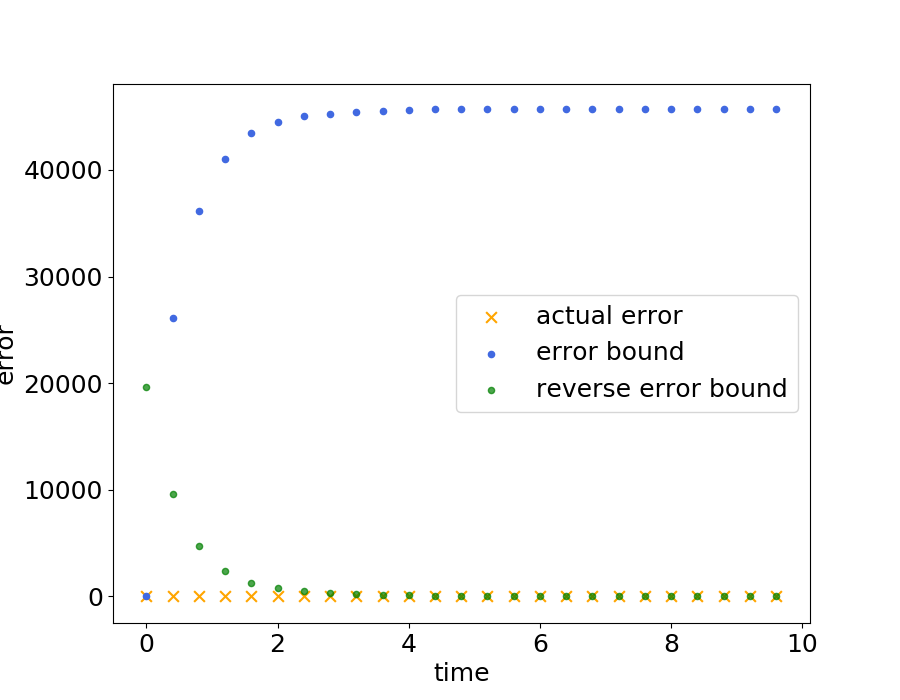 40000
30000
20000
10000
0
error
actual error
error bound
reverse error bound
0 2 4 6 8 10
time